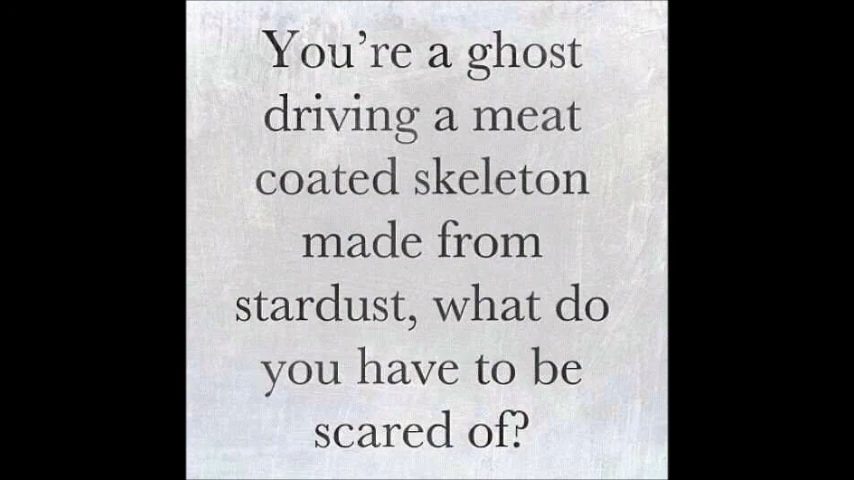 You’re a ghost
driving a meat
coated skeleton
made from
stardust, what do
you have to be
scared of?